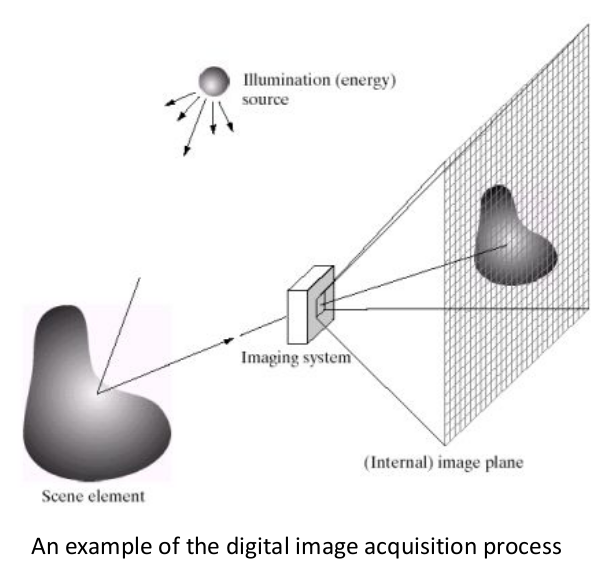 Illumination (energy)
source
Imaging system
(Internal) image plane
Scene element
An example of the digital image acquisition process